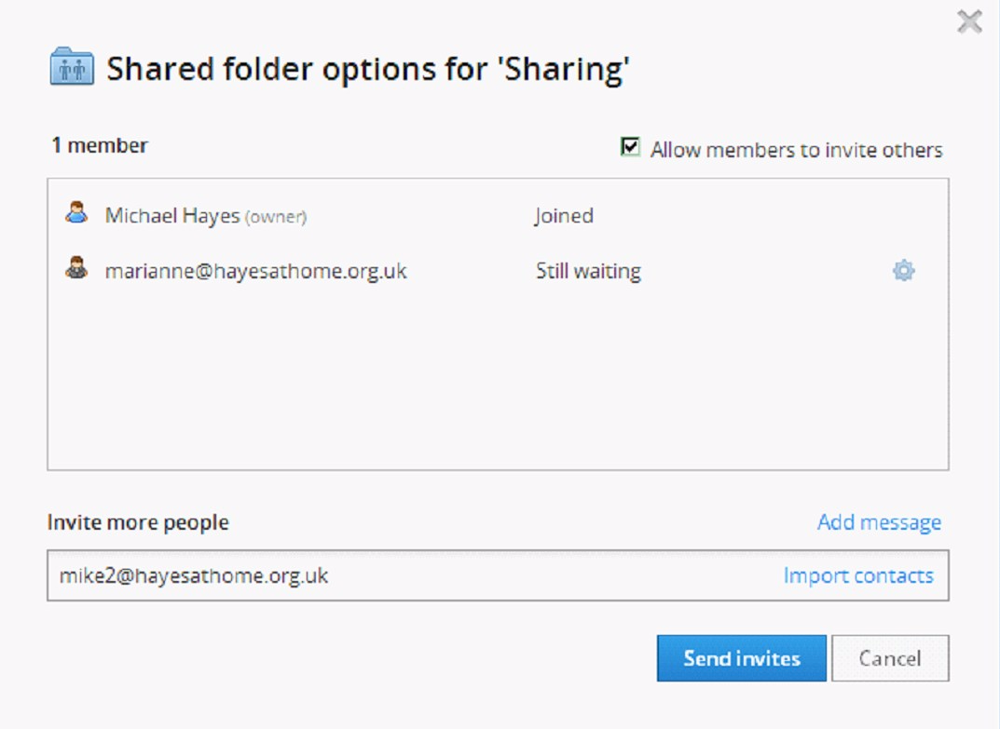 Shared folder options for 'Sharing'
1 member
Allow members to invite others
Michael Hayes (owner) Joined
marianne@hayesathome.org.uk Still waiting
Invite more people Add message
mike2@hayesathome.org.uk Import contacts
Send invites Cancel